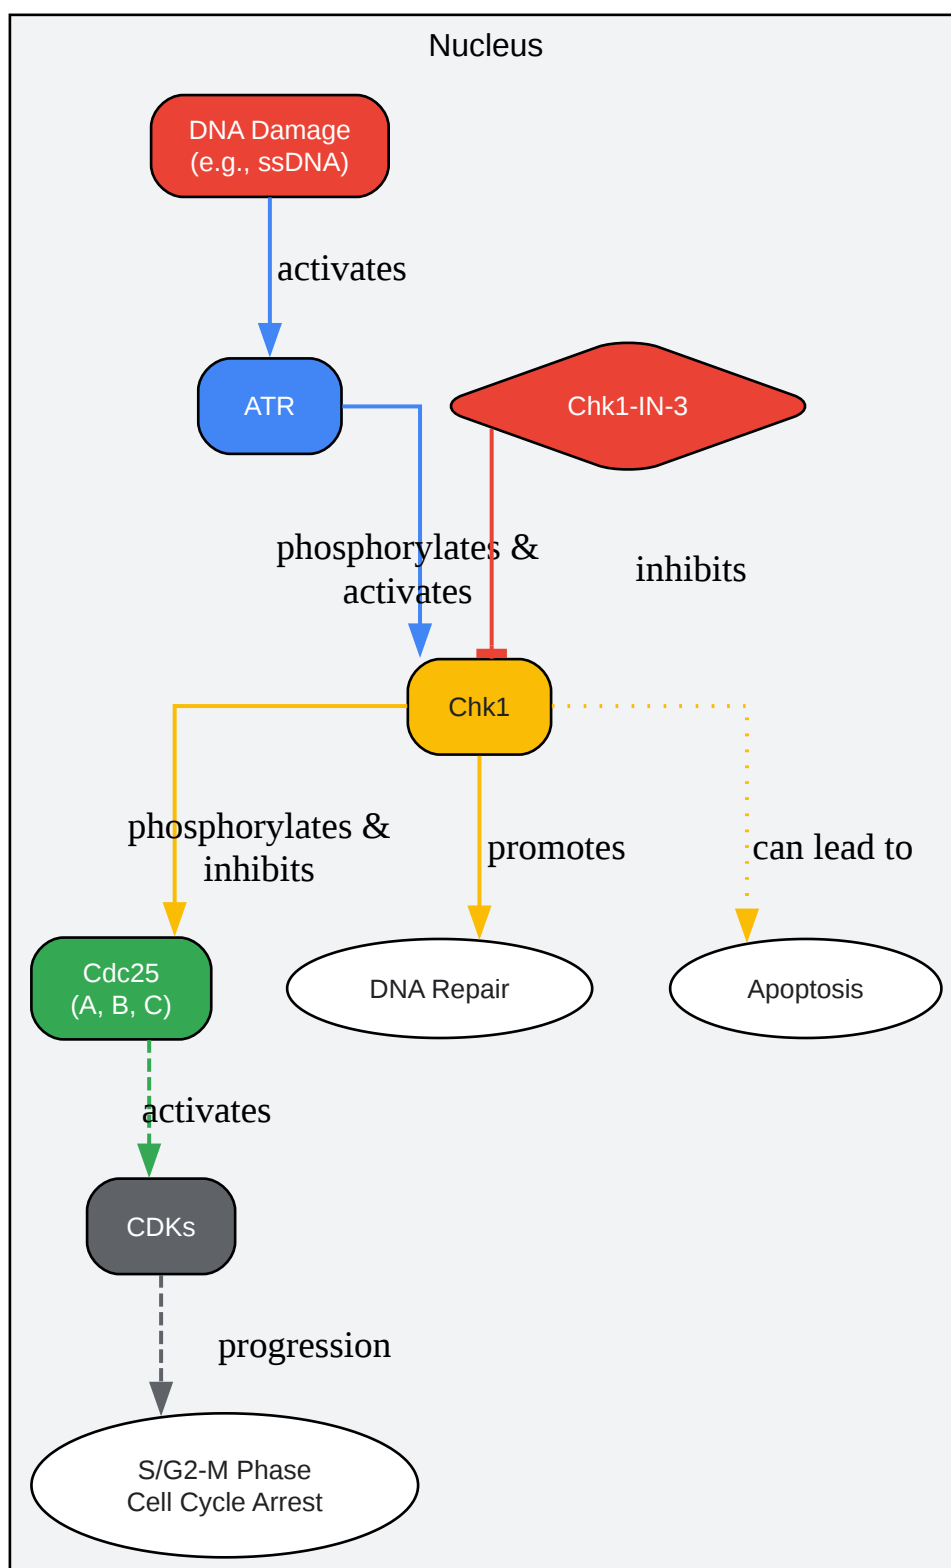 Nucleus
DNA Damage
(e.g., ssDNA)
activates
ATR
Chk1-IN-3
phosphorylates &
activates
inhibits
Chk1
phosphorylates &
inhibits
promotes
can lead to
Cdc25
(A, B, C)
DNA Repair
Apoptosis
activates
CDKs
progression
S/G2-M Phase
Cell Cycle Arrest